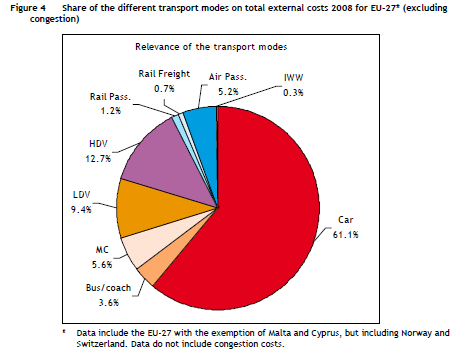 Figure 4 Share of the different transport modes on total external costs 2008 for EU-27* (excluding
congestion)
Relevance of the transport modes
Rail Freight
0.7%
Air Pass.
5.2%
IWW
0.3%
Rail Pass.
1.2%
HDV
12.7%
LDV
9.4%
Car
61.1%
MC
5.6%
Bus/coach
3.6%
* Data include the EU-27 with the exemption of Malta and Cyprus, but including Norway and
Switzerland. Data do not include congestion costs.